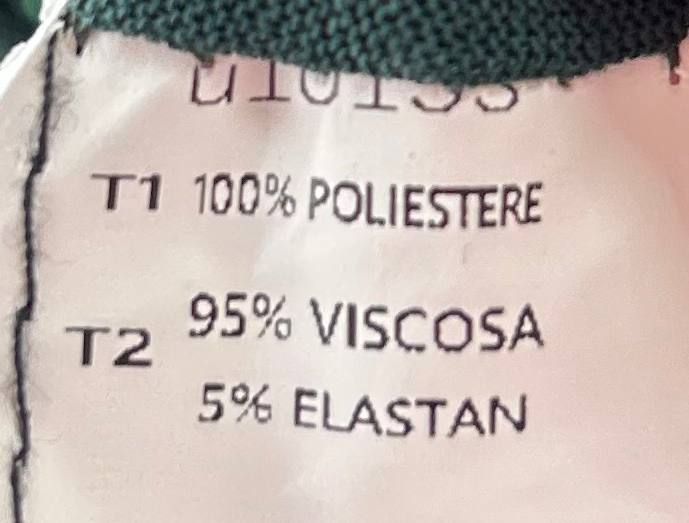 T1 100% POLIESTERE
T2 95% VISCOSA
5% ELASTAN